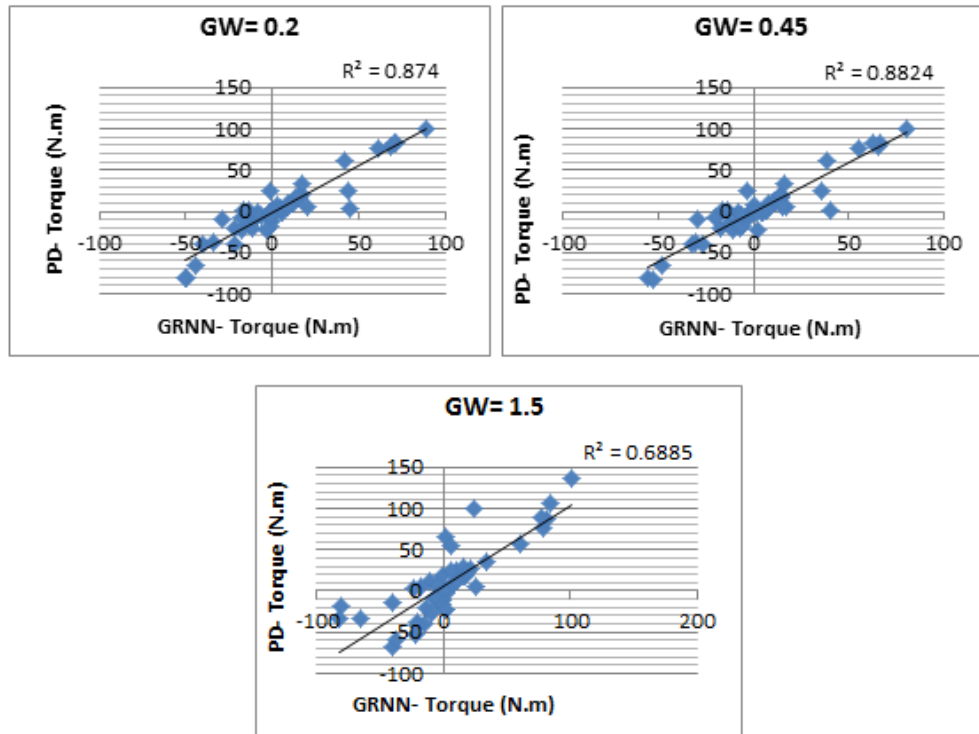 GW= 0.2
R² = 0.874
150
100
50
0
-50
-100
-100 -50 0 50 100
PD- Torque (N.m)
GRNN- Torque (N.m)
GW= 0.45
R² = 0.8824
150
100
50
0
-50
-100
-100 -50 0 50 100
PD- Torque (N.m)
GRNN- Torque (N.m)
GW= 1.5
R² = 0.6885
150
100
50
0
-50
-100
-100 0 100 200
PD- Torque (N.m)
GRNN- Torque (N.m)